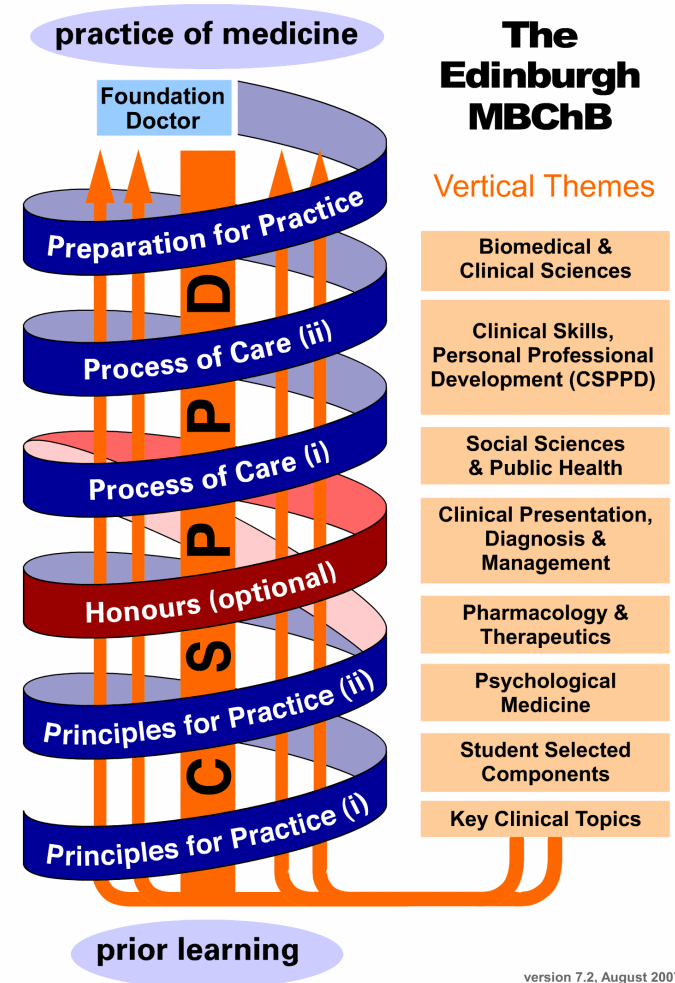 practice of medicine
Foundation
Doctor
Preparation for Practice
Process of Care (ii)
Process of Care (i)
Honours (optional)
Principles for Practice (ii)
Principles for Practice (i)
C S P P D
prior learning
The
Edinburgh
MBChB
Vertical Themes
Biomedical &
Clinical Sciences
Clinical Skills,
Personal Professional
Development (CSPPD)
Social Sciences
& Public Health
Clinical Presentation,
Diagnosis &
Management
Pharmacology &
Therapeutics
Psychological
Medicine
Student Selected
Components
Key Clinical Topics
version 7.2, August 2007